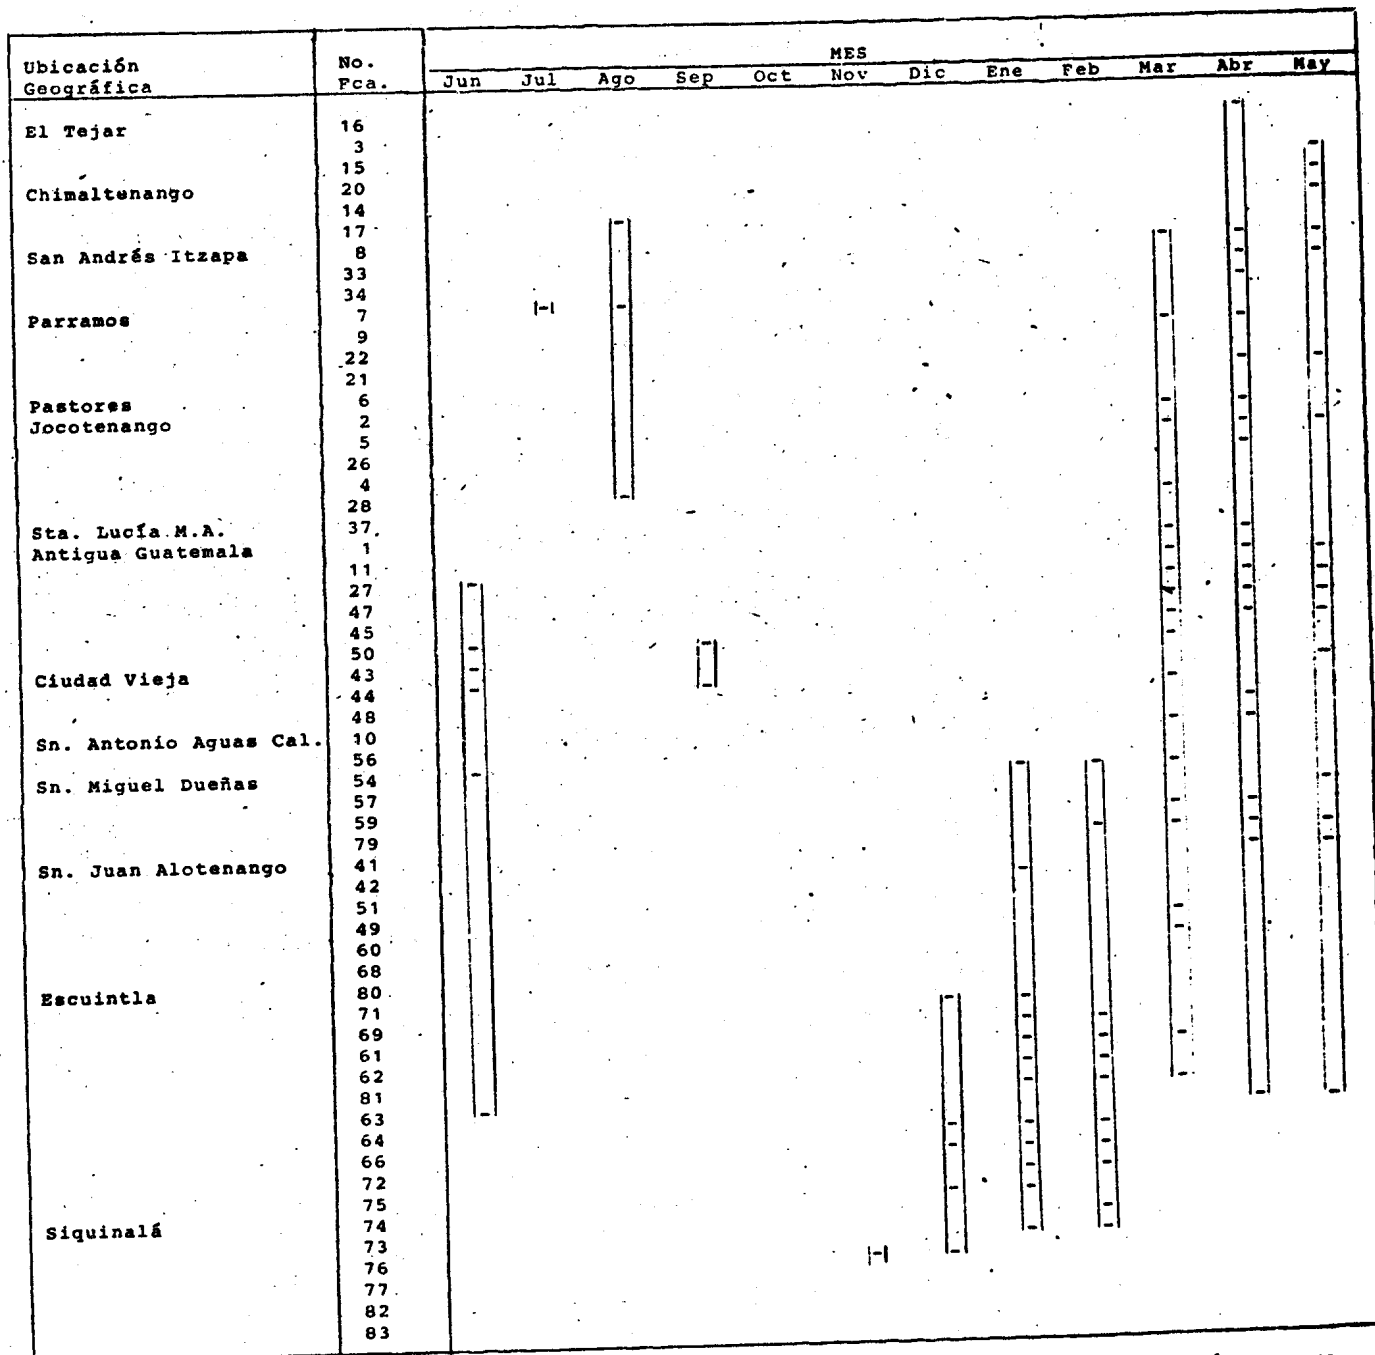 MES
Ubicación No.
Geográfica Fca. Jun Jul Ago Sep Oct Nov Dic Ene Feb Mar Abr May
El Tejar 16
3
15
Chimaltenango 20
14
17
San Andrés Itzapa 8
33
34
Parramos 7
9
22
21
Pastores 6
Jocotenango 2
5
26
4
28
Sta. Lucía M.A. 37
Antigua Guatemala 1
11
27
47
45
50
Ciudad Vieja 43
44
48
Sn. Antonio Aguas Cal. 10
56
Sn. Miguel Dueñas 54
57
59
79
Sn. Juan Alotenango 41
42
51
49
60
68
Escuintla 80
71
69
61
62
81
63
64
66
72
75
Siquinalá 74
73
76
77
82
83